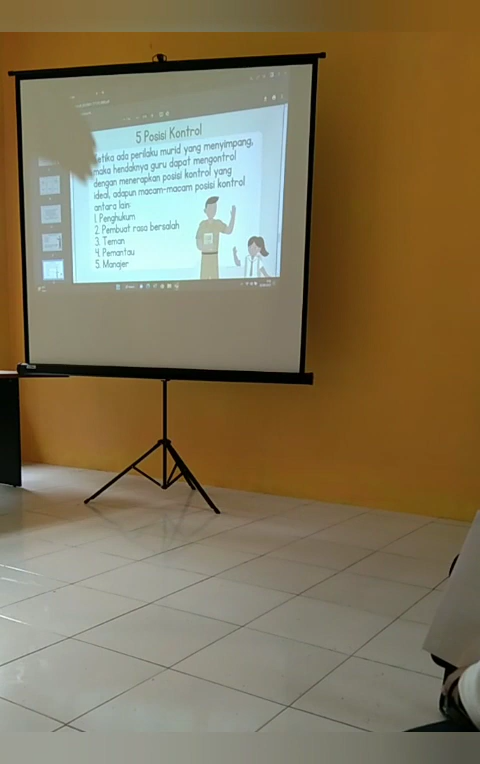 5 Posisi Kontrol
etika ada perilaku murid yang menyimpang,
maka hendaknya guru dapat mengontrol
dengan menerapkan posisi kontrol yang
ideal, adapun macam-macam posisi kontrol
antara lain:
1. Penghukum
2. Pembuat rasa bersalah
3. Teman
4. Pemantau
5. Manajer